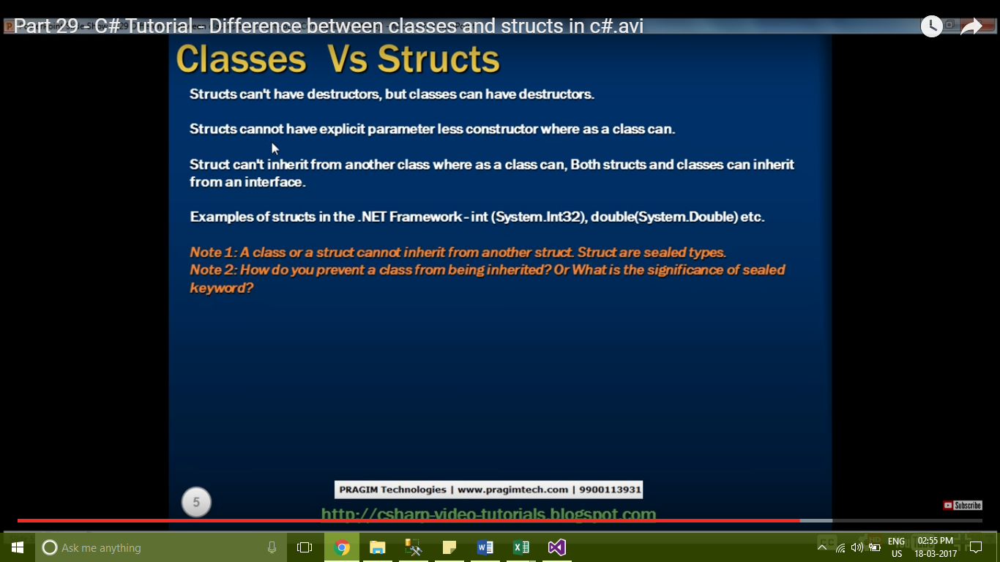 Part 29 - C# Tutorial - Difference between classes and structs in c#.avi
Classes Vs Structs
Structs can't have destructors, but classes can have destructors.
Structs cannot have explicit parameter less constructor where as a class can.
Struct can't inherit from another class where as a class can, Both structs and classes can inherit
from an interface.
Examples of structs in the .NET Framework - int (System.Int32), double(System.Double) etc.
Note 1: A class or a struct cannot inherit from another struct. Struct are sealed types.
Note 2: How do you prevent a class from being inherited? Or What is the significance of sealed
keyword?
PRAGIM Technologies | www.pragimtech.com | 9900113931
5
http://csharp-video-tutorials.blogspot.com
Subscribe
Ask me anything
ENG
US
02:55 PM
18-03-2017